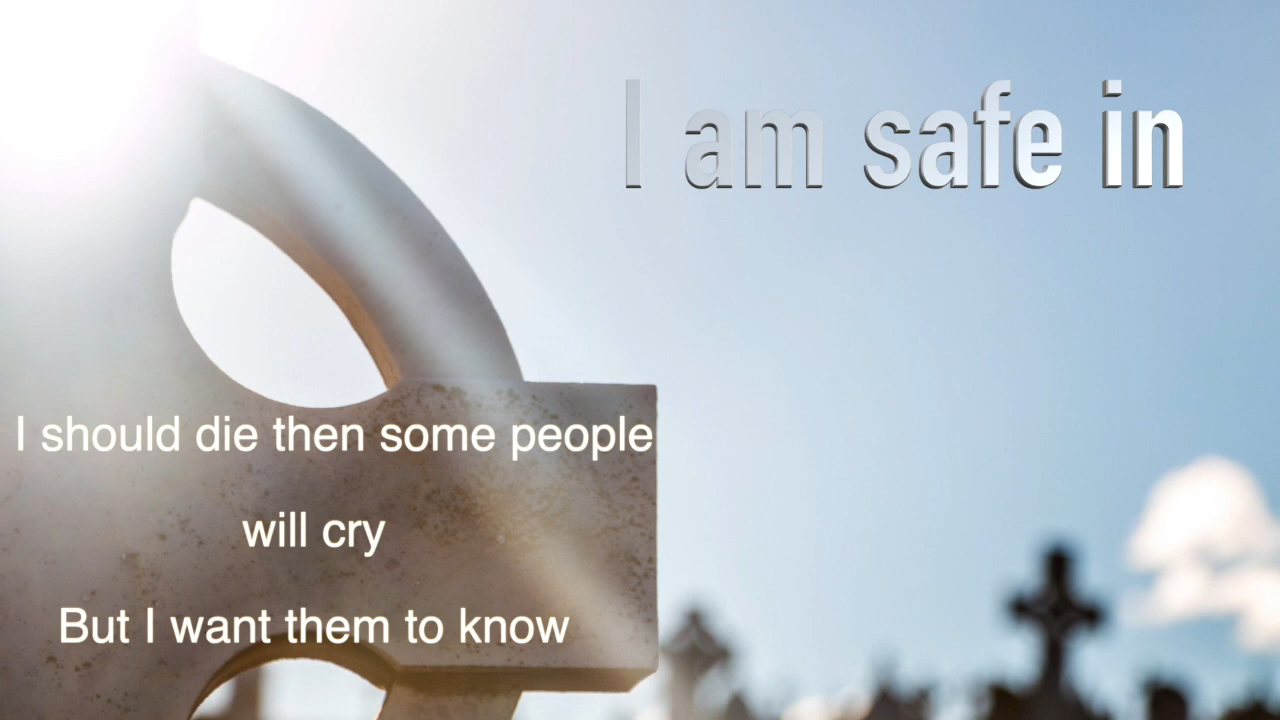 I am safe in
I should die then some people
will cry
But I want them to know